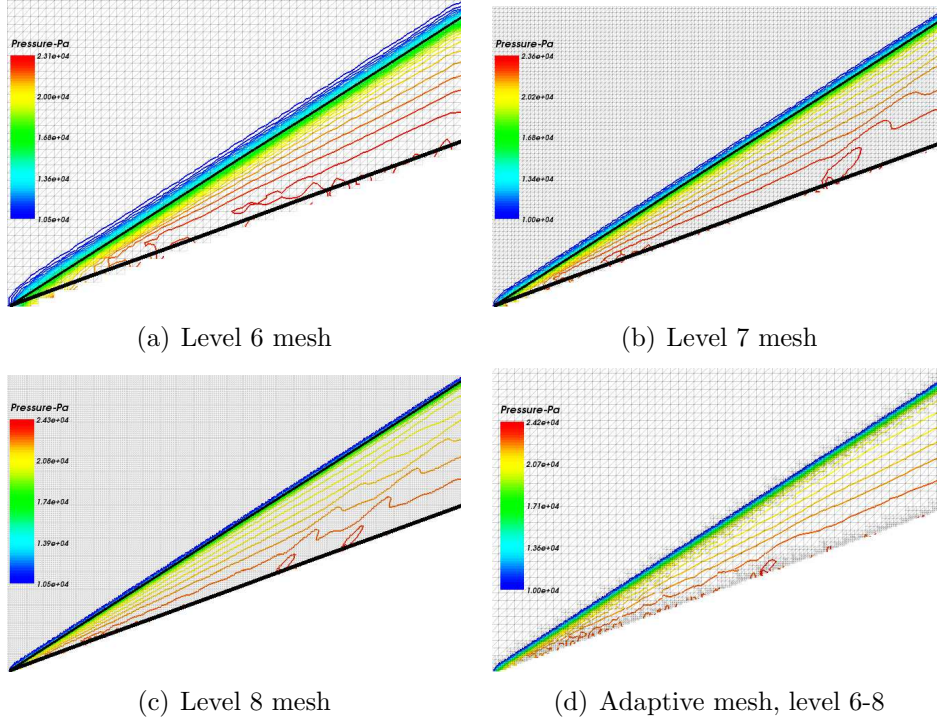 Pressure-Pa
2.31e+04
2.00e+04
1.68e+04
1.36e+04
1.05e+04
(a) Level 6 mesh
Pressure-Pa
2.36e+04
2.02e+04
1.68e+04
1.34e+04
1.00e+04
(b) Level 7 mesh
Pressure-Pa
2.43e+04
2.08e+04
1.74e+04
1.39e+04
1.05e+04
(c) Level 8 mesh
Pressure-Pa
2.42e+04
2.07e+04
1.71e+04
1.36e+04
1.00e+04
(d) Adaptive mesh, level 6-8